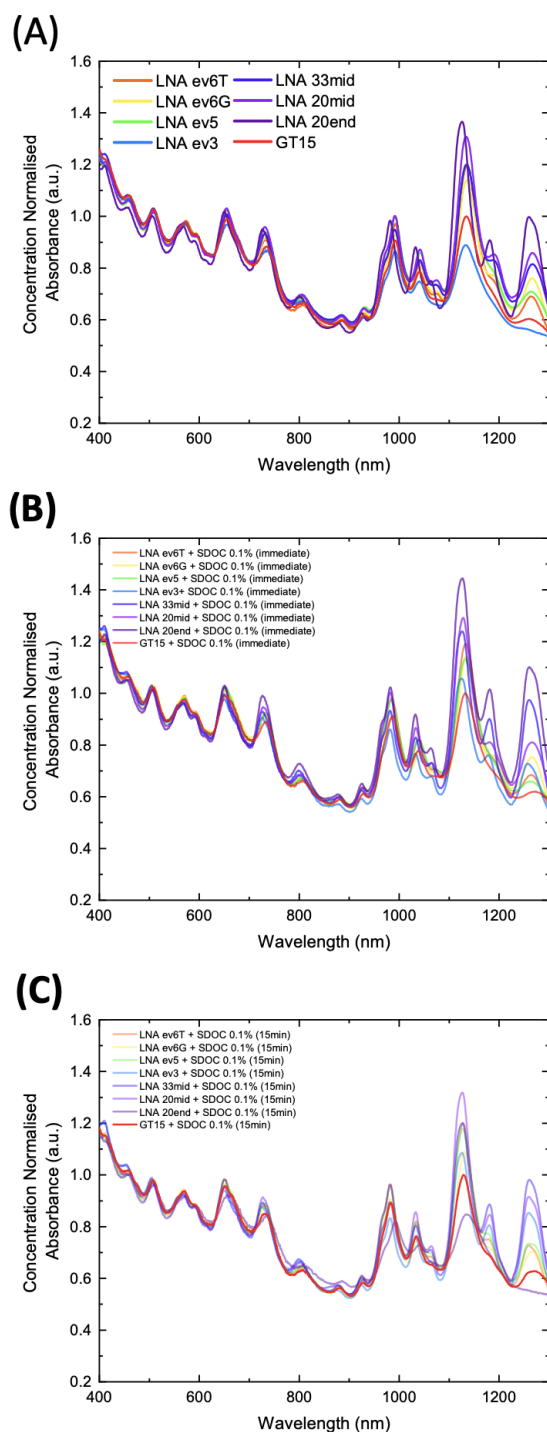 (A)
1.6
1.4
1.2
1.0
0.8
0.6
0.4
0.2
Concentration Normalised
Absorbance (a.u.)
LNA ev6T
LNA ev6G
LNA ev5
LNA ev3
LNA 33mid
LNA 20mid
LNA 20end
GT15
400 600 800 1000 1200
Wavelength (nm)
(B)
1.6
1.4
1.2
1.0
0.8
0.6
0.4
0.2
Concentration Normalised
Absorbance (a.u.)
LNA ev6T + SDOC 0.1% (immediate)
LNA ev6G + SDOC 0.1% (immediate)
LNA ev5 + SDOC 0.1% (immediate)
LNA ev3+ SDOC 0.1% (immediate)
LNA 33mid + SDOC 0.1% (immediate)
LNA 20mid + SDOC 0.1% (immediate)
LNA 20end + SDOC 0.1% (immediate)
GT15 + SDOC 0.1% (immediate)
400 600 800 1000 1200
Wavelength (nm)
(C)
1.6
1.4
1.2
1.0
0.8
0.6
0.4
0.2
Concentration Normalised
Absorbance (a.u.)
LNA ev6T + SDOC 0.1% (15min)
LNA ev6G + SDOC 0.1% (15min)
LNA ev5 + SDOC 0.1% (15min)
LNA ev3 + SDOC 0.1% (15min)
LNA 33mid + SDOC 0.1% (15min)
LNA 20mid + SDOC 0.1% (15min)
LNA 20end + SDOC 0.1% (15min)
GT15 + SDOC 0.1% (15min)
400 600 800 1000 1200
Wavelength (nm)